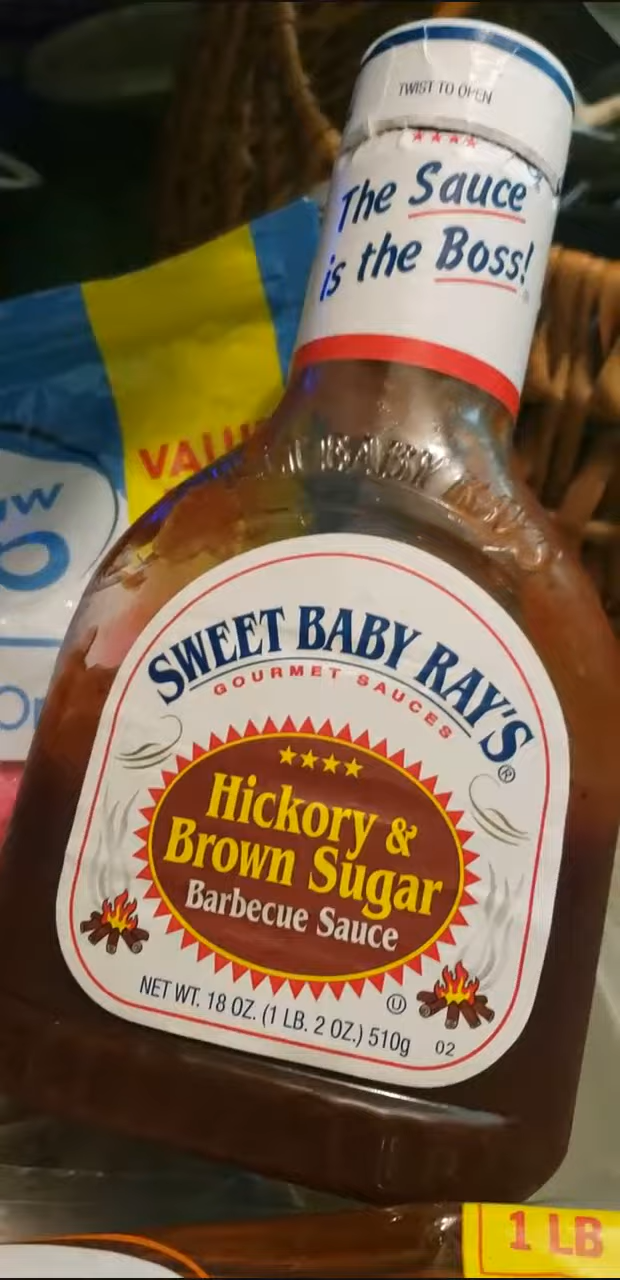 TWIST TO OPEN
The Sauce
is the Boss!
SWEET BABY RAY'S®
GOURMET SAUCES
Hickory &
Brown Sugar
Barbecue Sauce
NET WT. 18 OZ. (1 LB. 2 OZ.) 510g
U
02
1 LB